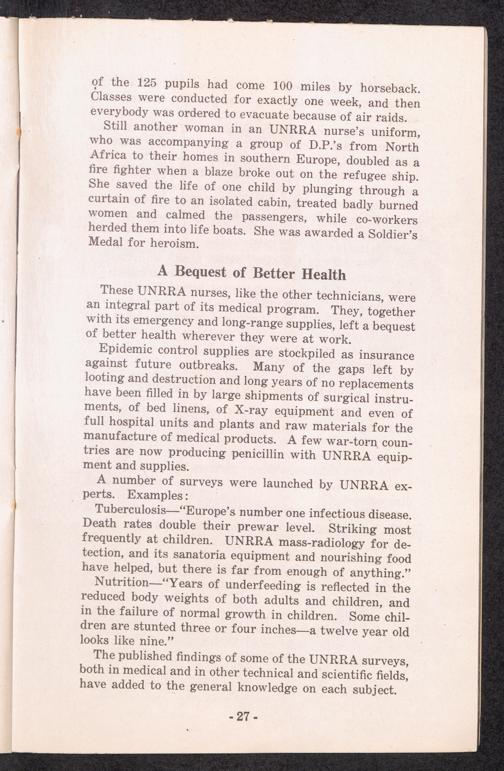 of the 125 pupils had come 100 miles by horseback.
Classes were conducted for exactly one week, and then
everybody was ordered to evacuate because of air raids.
Still another woman in an UNRRA nurse's uniform,
who was accompanying a group of D.P.'s from North
Africa to their homes in southern Europe, doubled as a
fire fighter when a blaze broke out on the refugee ship.
She saved the life of one child by plunging through a
curtain of fire to an isolated cabin, treated badly burned
women and calmed the passengers, while co-workers
herded them into life boats. She was awarded a Soldier's
Medal for heroism.
A Bequest of Better Health
These UNRRA nurses, like the other technicians, were
an integral part of its medical program. They, together
with its emergency and long-range supplies, left a bequest
of better health wherever they were at work.
Epidemic control supplies are stockpiled as insurance
against future outbreaks. Many of the gaps left by
looting and destruction and long years of no replacements
have been filled in by large shipments of surgical instru-
ments, of bed linens, of X-ray equipment and even of
full hospital units and plants and raw materials for the
manufacture of medical products. A few war-torn coun-
tries are now producing penicillin with UNRRA equip-
ment and supplies.
A number of surveys were launched by UNRRA ex-
perts. Examples:
Tuberculosis—"Europe's number one infectious disease.
Death rates double their prewar level. Striking most
frequently at children. UNRRA mass-radiology for de-
tection, and its sanatoria equipment and nourishing food
have helped, but there is far from enough of anything."
Nutrition—"Years of underfeeding is reflected in the
reduced body weights of both adults and children, and
in the failure of normal growth in children. Some chil-
dren are stunted three or four inches—a twelve year old
looks like nine."
The published findings of some of the UNRRA surveys,
both in medical and in other technical and scientific fields,
have added to the general knowledge on each subject.
- 27 -